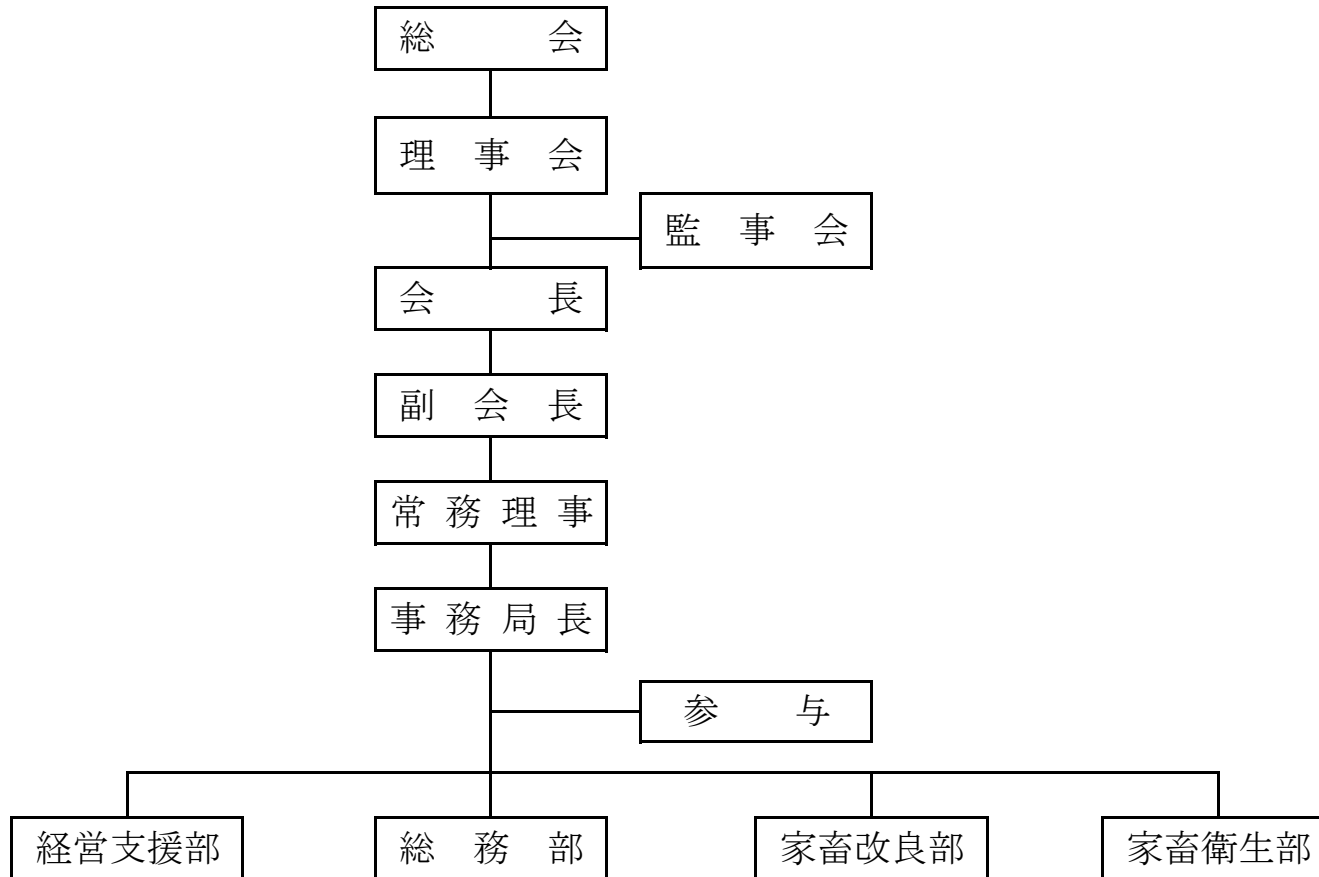 総会
理事会
監事会
会長
副会長
常務理事
事務局長
参与
経営支援部
総務部
家畜改良部
家畜衛生部